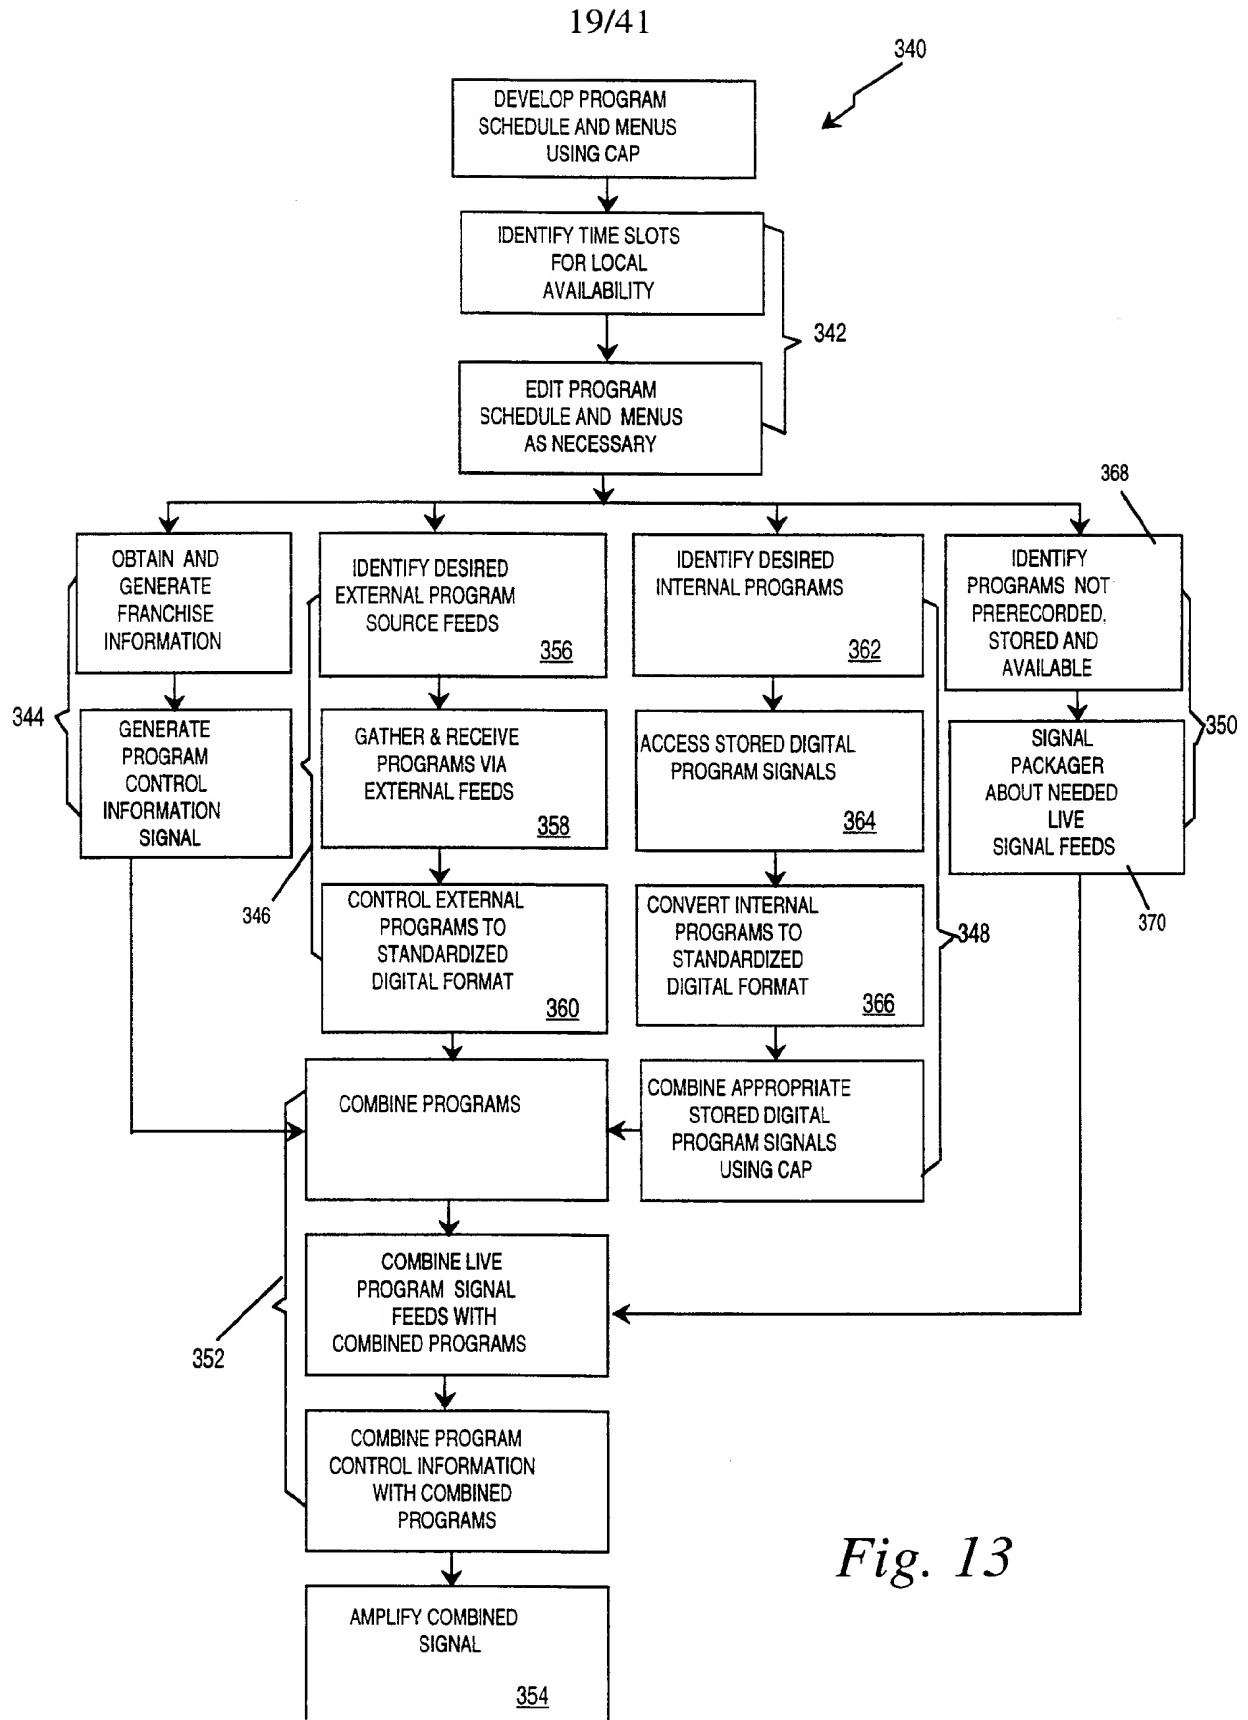 19/41
340
DEVELOP PROGRAM
SCHEDULE AND MENUS
USING CAP
IDENTIFY TIME SLOTS
FOR LOCAL
AVAILABILITY
342
EDIT PROGRAM
SCHEDULE AND MENUS
AS NECESSARY
368
OBTAIN AND
GENERATE
FRANCHISE
INFORMATION
IDENTIFY DESIRED
EXTERNAL PROGRAM
SOURCE FEEDS
356
IDENTIFY DESIRED
INTERNAL PROGRAMS
362
IDENTIFY
PROGRAMS NOT
PRERECORDED,
STORED AND
AVAILABLE
344
350
GENERATE
PROGRAM
CONTROL
INFORMATION
SIGNAL
GATHER & RECEIVE
PROGRAMS VIA
EXTERNAL FEEDS
358
ACCESS STORED DIGITAL
PROGRAM SIGNALS
364
SIGNAL
PACKAGER
ABOUT NEEDED
LIVE
SIGNAL FEEDS
346
370
CONTROL EXTERNAL
PROGRAMS TO
STANDARDIZED
DIGITAL FORMAT
360
CONVERT INTERNAL
PROGRAMS TO
STANDARDIZED
DIGITAL FORMAT
366
348
COMBINE PROGRAMS
COMBINE APPROPRIATE
STORED DIGITAL
PROGRAM SIGNALS
USING CAP
COMBINE LIVE
PROGRAM SIGNAL
FEEDS WITH
COMBINED PROGRAMS
352
COMBINE PROGRAM
CONTROL INFORMATION
WITH COMBINED
PROGRAMS
Fig. 13
AMPLIFY COMBINED
SIGNAL
354